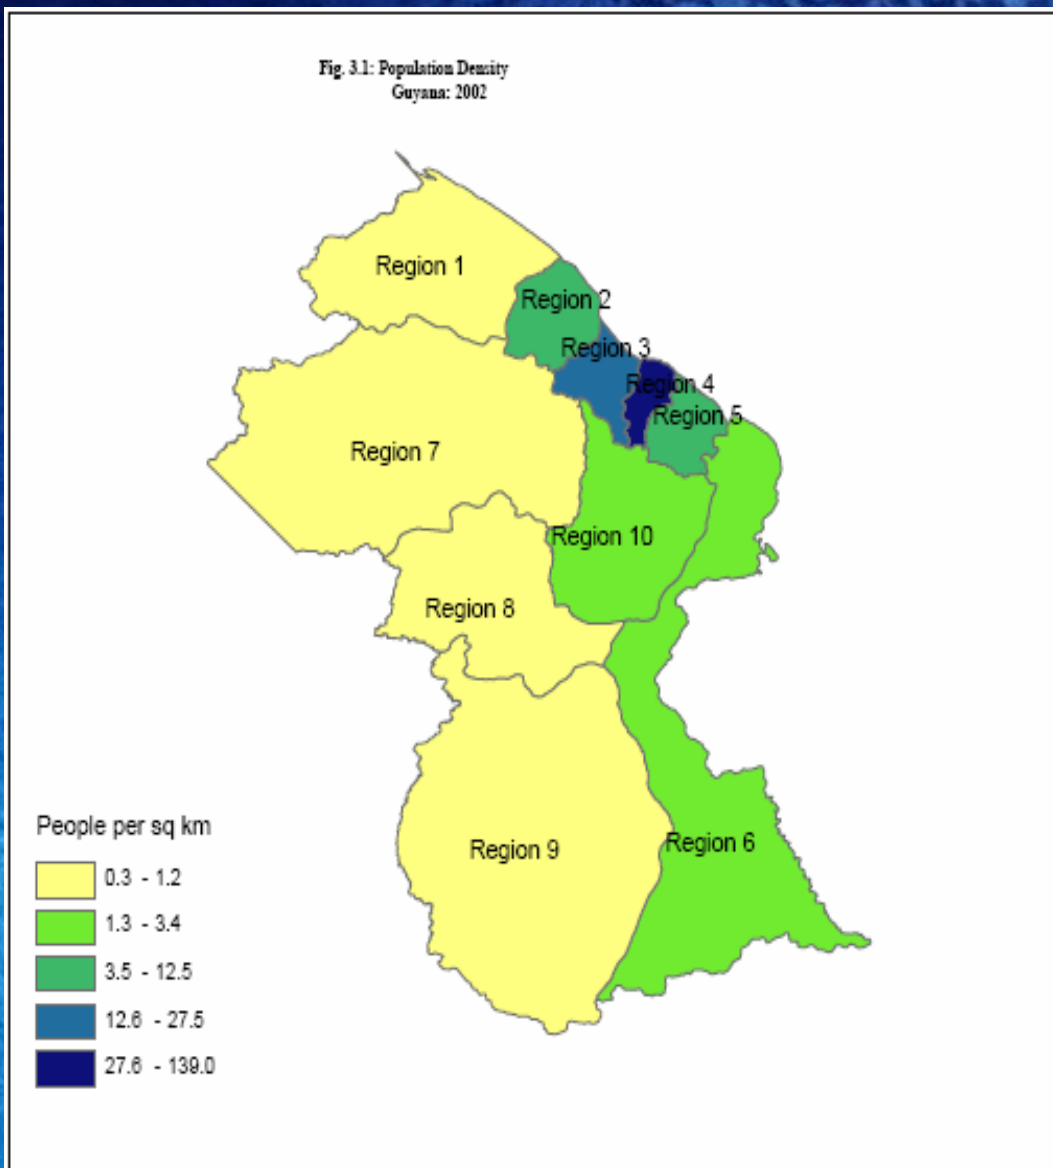 Fig. 3.1: Population Density
Guyana: 2002
Region 1
Region 2
Region 3
Region 4
Region 5
Region 7
Region 10
Region 8
Region 9
Region 6
People per sq km
0.3 - 1.2
1.3 - 3.4
3.5 - 12.5
12.6 - 27.5
27.6 - 139.0